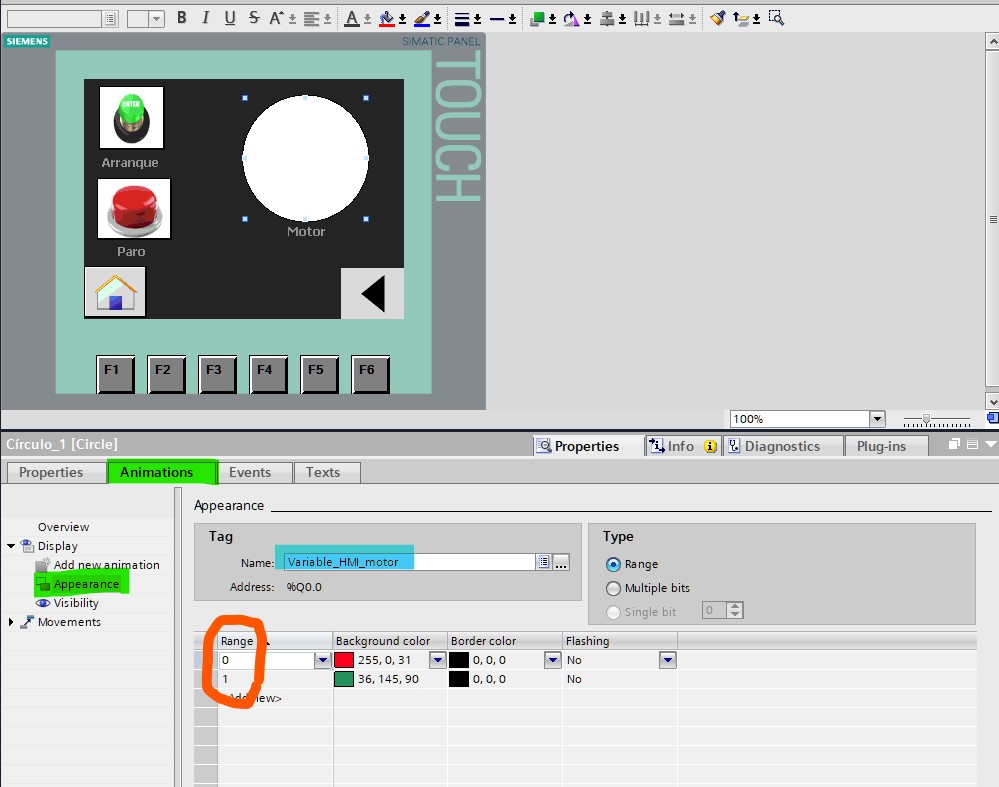 B I U S A A
SIEMENS
SIMATIC PANEL
TOUCH
ENTER
Arranque
Motor
Paro
F1 F2 F3 F4 F5 F6
100%
Círculo_1 [Circle]
Properties Info Diagnostics Plug-ins
Properties Animations Events Texts
Appearance
Overview
Display
Add new animation
Appearance
Visibility
Movements
Tag
Name: Variable_HMI_motor ...
Address: %Q0.0
Type
Range
Multiple bits
Single bit 0
Range Background color Border color Flashing
0 255, 0, 31 0, 0, 0 No
1 36, 145, 90 0, 0, 0 No
<Add new>